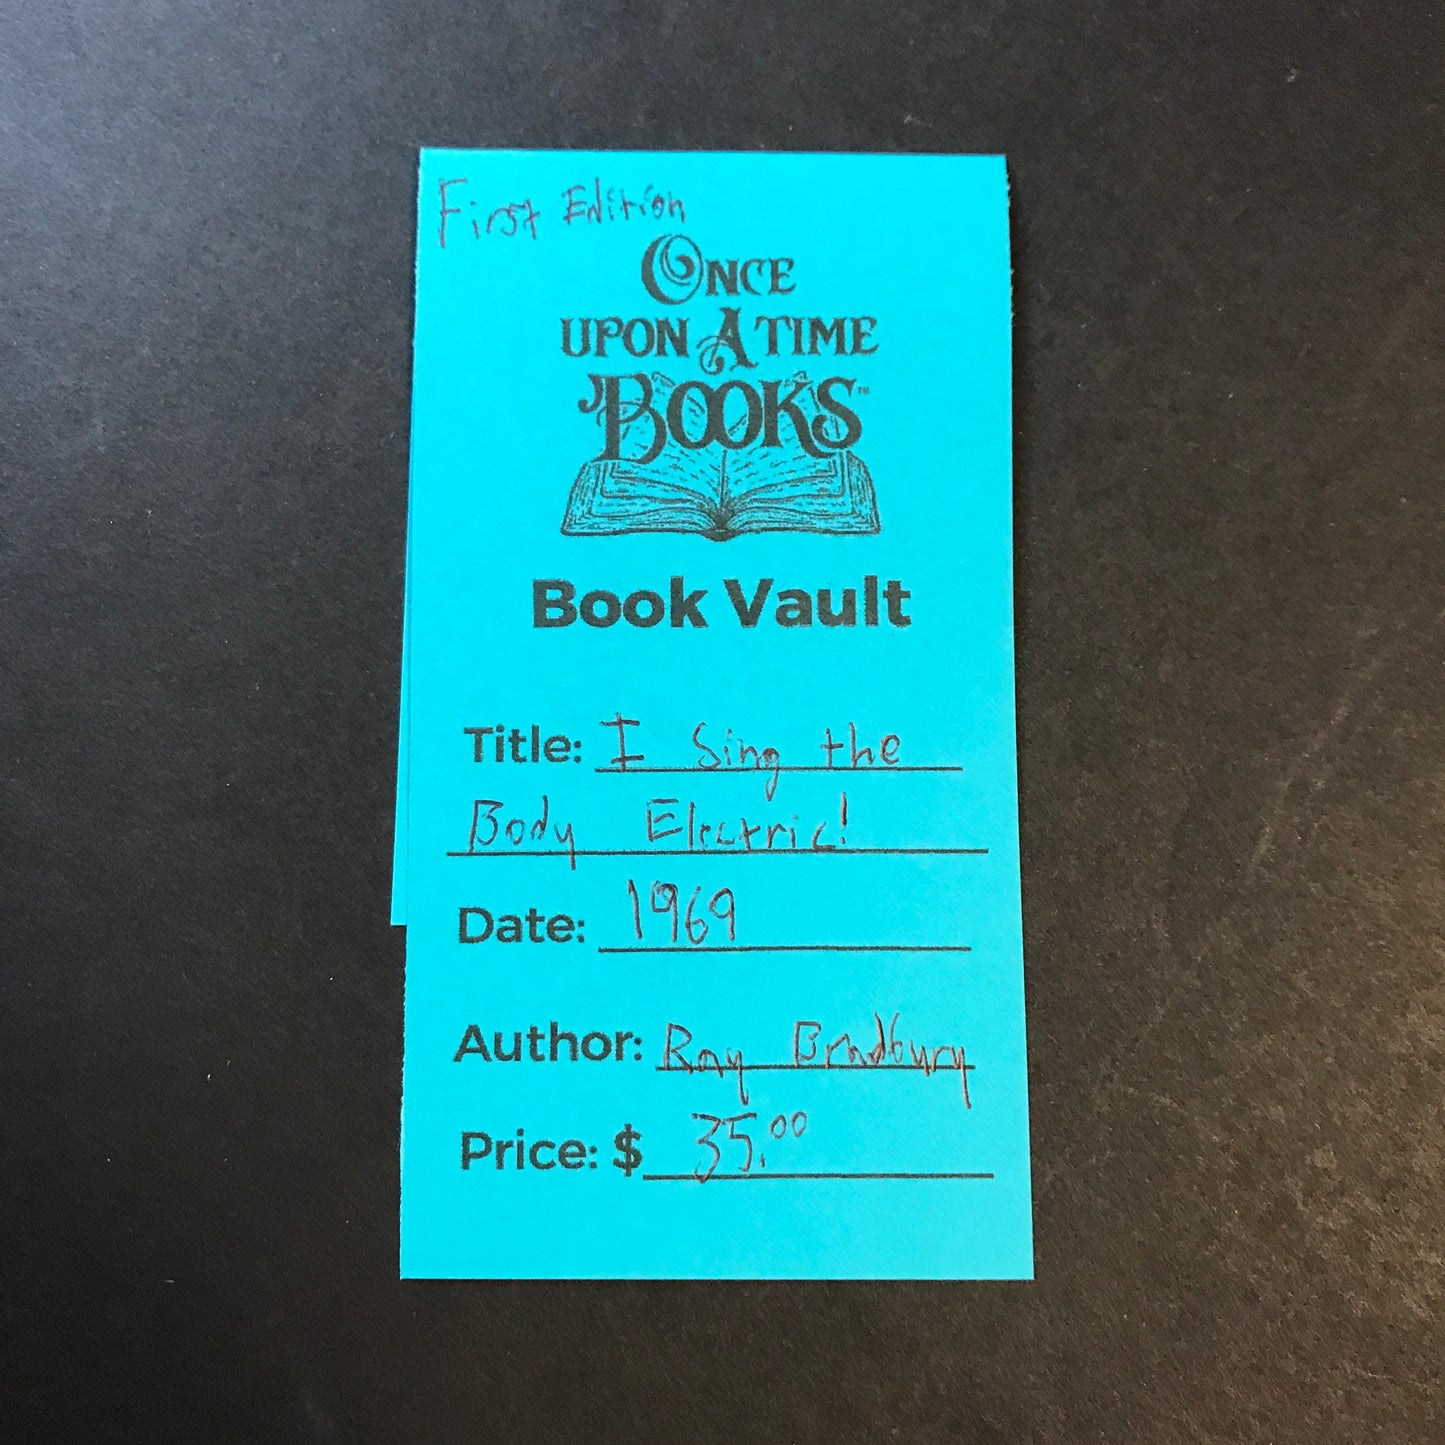 First Edition
ONCE
UPON A TIME
BOOKS™
Book Vault
Title: I Sing the
Body Electric!
Date: 1969
Author: Ray Bradbury
Price: $ 35.00